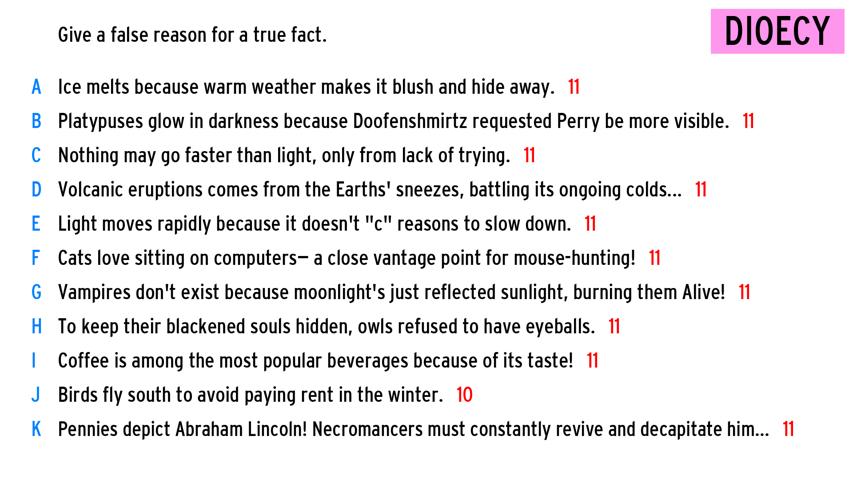 Give a false reason for a true fact.
DIOECY
A Ice melts because warm weather makes it blush and hide away. 11
B Platypuses glow in darkness because Doofenshmirtz requested Perry be more visible. 11
C Nothing may go faster than light, only from lack of trying. 11
D Volcanic eruptions comes from the Earths' sneezes, battling its ongoing colds... 11
E Light moves rapidly because it doesn't "c" reasons to slow down. 11
F Cats love sitting on computers— a close vantage point for mouse-hunting! 11
G Vampires don't exist because moonlight's just reflected sunlight, burning them Alive! 11
H To keep their blackened souls hidden, owls refused to have eyeballs. 11
I Coffee is among the most popular beverages because of its taste! 11
J Birds fly south to avoid paying rent in the winter. 10
K Pennies depict Abraham Lincoln! Necromancers must constantly revive and decapitate him... 11